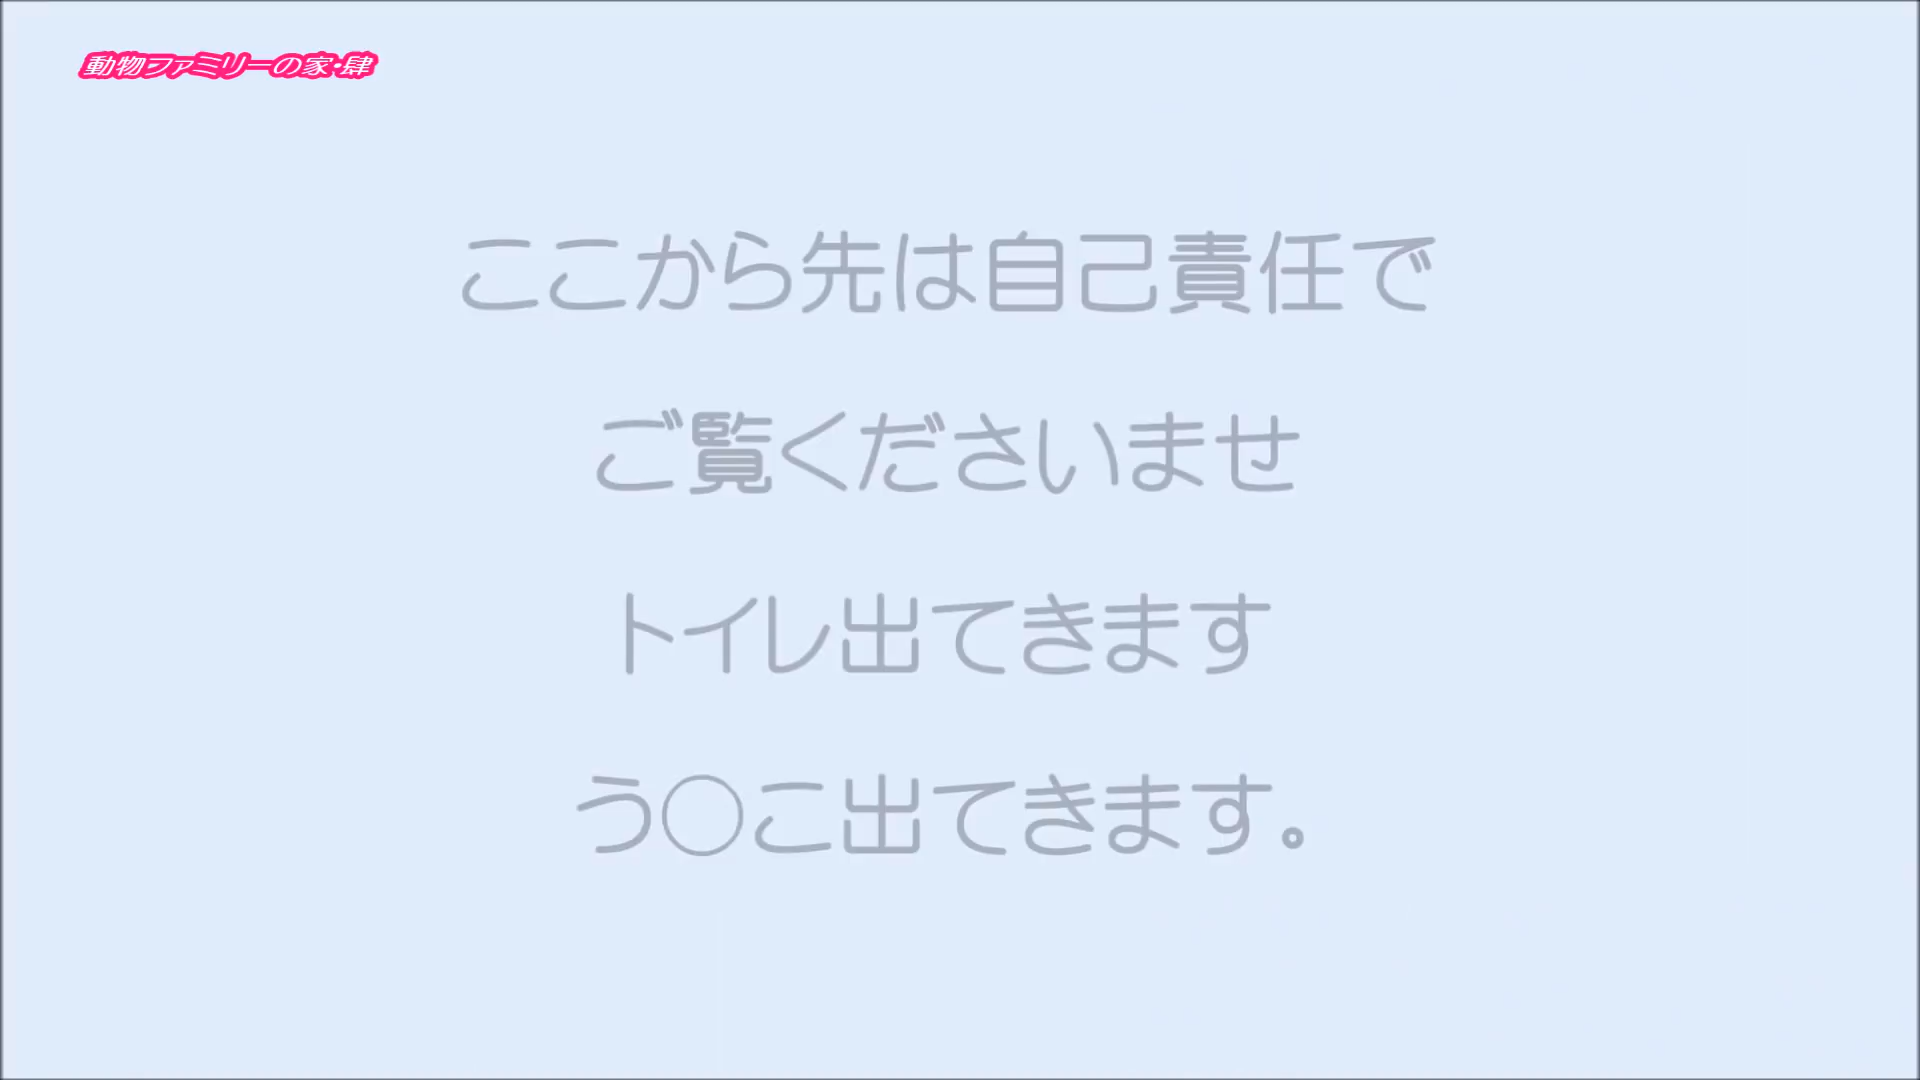 動物ファミリーの家・肆
ここから先は自己責任で
ご覧くださいませ
トイレ出てきます
う○こ出てきます。